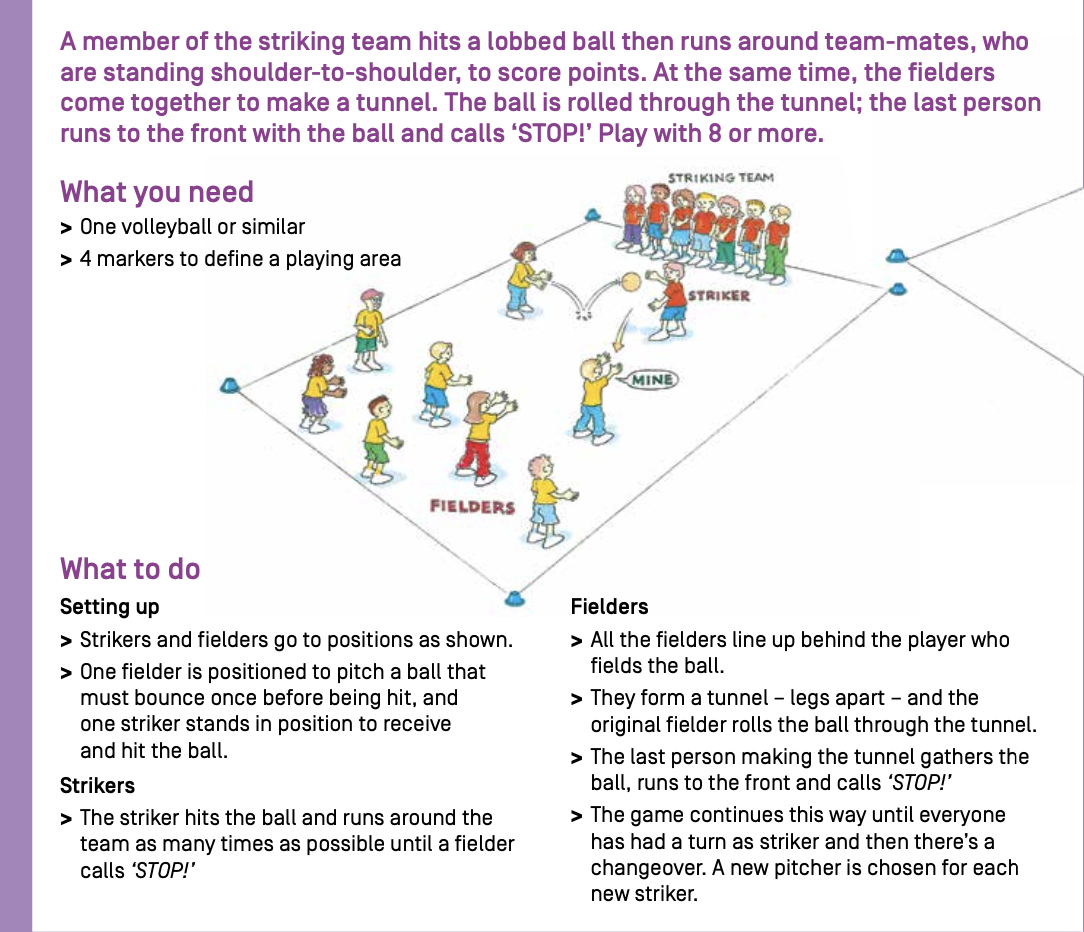 A member of the striking team hits a lobbed ball then runs around team-mates, who
are standing shoulder-to-shoulder, to score points. At the same time, the fielders
come together to make a tunnel. The ball is rolled through the tunnel; the last person
runs to the front with the ball and calls ‘STOP!’ Play with 8 or more.
What you need
> One volleyball or similar
> 4 markers to define a playing area
STRIKING TEAM
STRIKER
MINE
FIELDERS
What to do
Setting up
> Strikers and fielders go to positions as shown.
> One fielder is positioned to pitch a ball that
must bounce once before being hit, and
one striker stands in position to receive
and hit the ball.
Strikers
> The striker hits the ball and runs around the
team as many times as possible until a fielder
calls ‘STOP!’
Fielders
> All the fielders line up behind the player who
fields the ball.
> They form a tunnel – legs apart – and the
original fielder rolls the ball through the tunnel.
> The last person making the tunnel gathers the
ball, runs to the front and calls ‘STOP!’
> The game continues this way until everyone
has had a turn as striker and then there’s a
changeover. A new pitcher is chosen for each
new striker.